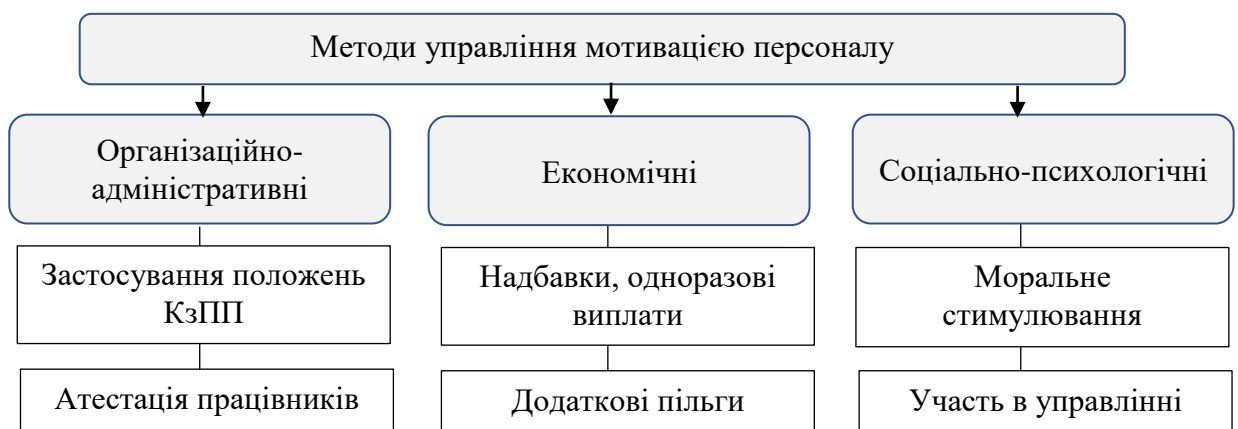 Методи управління мотивацією персоналу
Організаційно-
адміністративні
Економічні
Соціально-психологічні
Застосування положень
КзПП
Надбавки, одноразові
виплати
Моральне
стимулювання
Атестація працівників
Додаткові пільги
Участь в управлінні